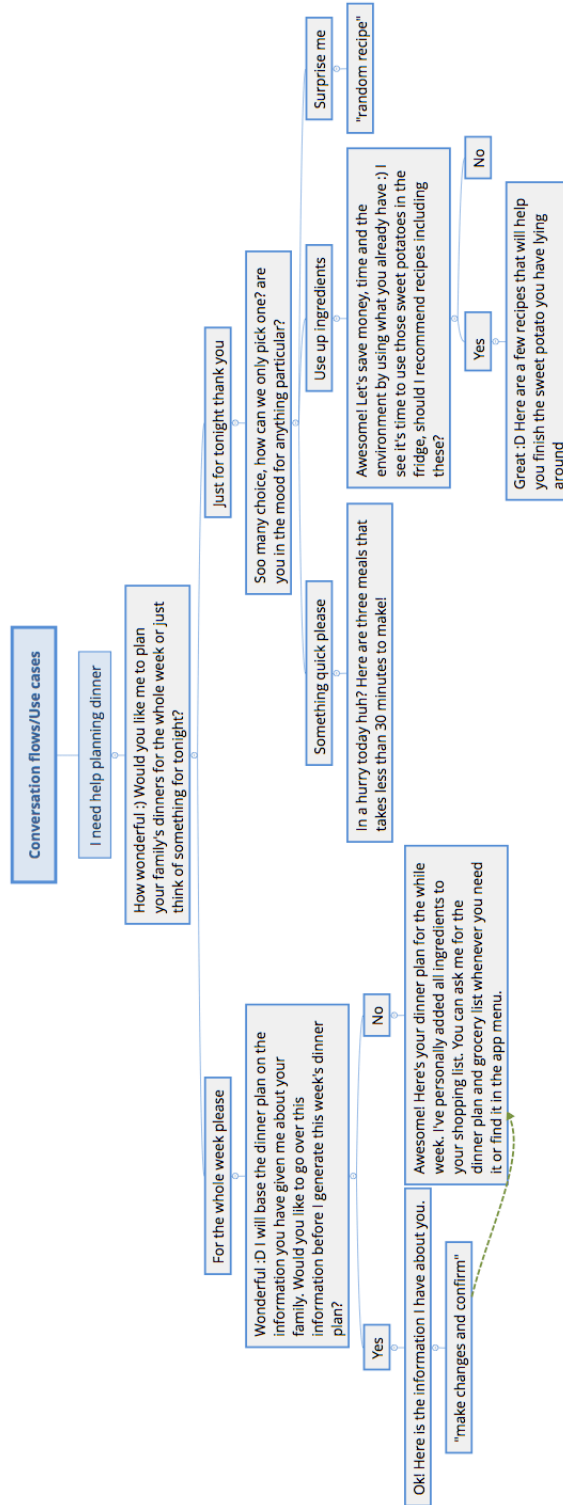 Conversation flows/Use cases
I need help planning dinner
How wonderful :) Would you like me to plan
your family's dinners for the whole week or just
think of something for tonight?
For the whole week please
Wonderful :D I will base the dinner plan on the
information you have given me about your
family. Would you like to go over this
information before I generate this week's dinner
plan?
Yes
Ok! Here is the information I have about you.
"make changes and confirm"
No
Awesome! Here's your dinner plan for the while
week. I've personally added all ingredients to
your shopping list. You can ask me for the
dinner plan and grocery list whenever you need
it or find it in the app menu.
Just for tonight thank you
Soo many choice, how can we only pick one? are
you in the mood for anything particular?
Something quick please
In a hurry today huh? Here are three meals that
takes less than 30 minutes to make!
Use up ingredients
Awesome! Let's save money, time and the
environment by using what you already have :) I
see it's time to use those sweet potatoes in the
fridge, should I recommend recipes including
these?
Yes
Great :D Here are a few recipes that will help
you finish the sweet potato you have lying
around
No
Surprise me
"random recipe"